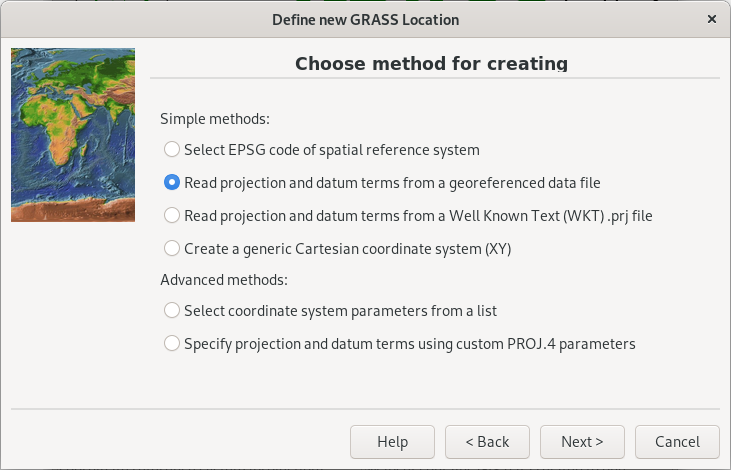 Define new GRASS Location
×
Choose method for creating
Simple methods:
Select EPSG code of spatial reference system
Read projection and datum terms from a georeferenced data file
Read projection and datum terms from a Well Known Text (WKT) .prj file
Create a generic Cartesian coordinate system (XY)
Advanced methods:
Select coordinate system parameters from a list
Specify projection and datum terms using custom PROJ.4 parameters
Help < Back Next > Cancel